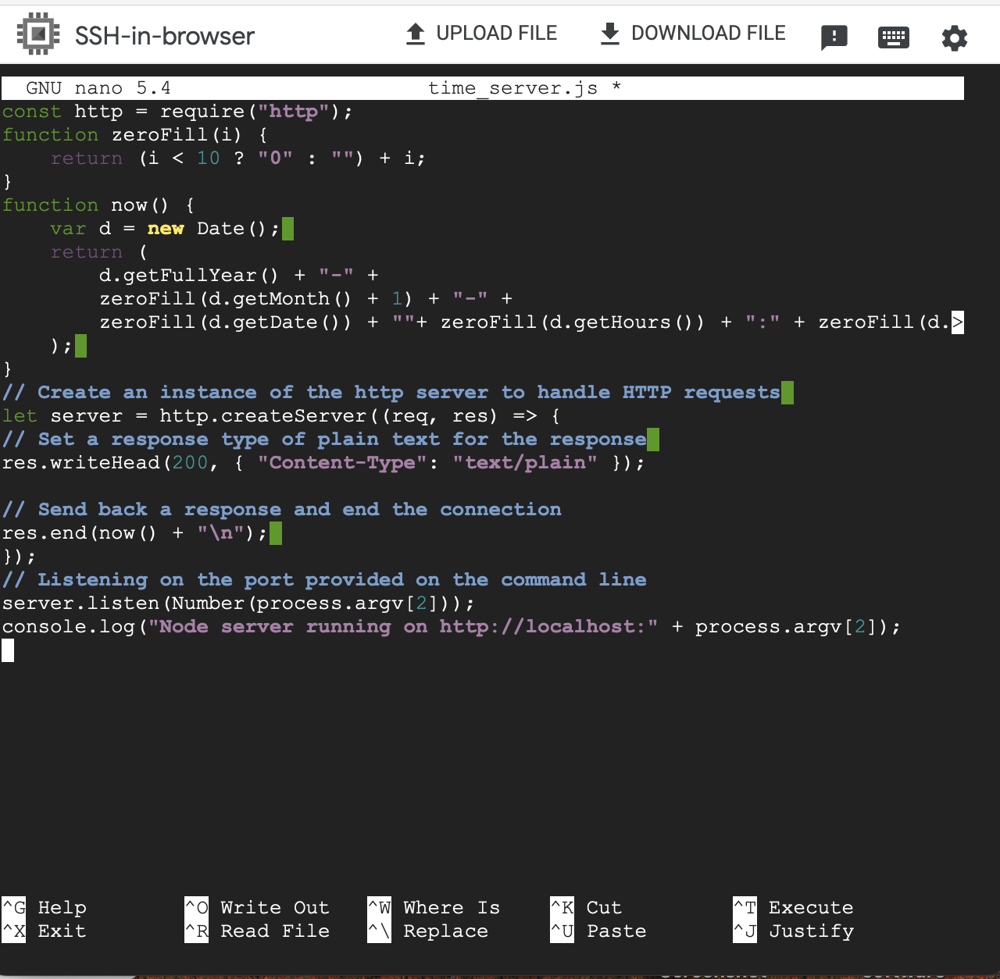 SSH-in-browser UPLOAD FILE DOWNLOAD FILE
GNU nano 5.4 time_server.js *
const http = require("http");
function zeroFill(i) {
    return (i < 10 ? "0" : "") + i;
}
function now() {
    var d = new Date();
    return (
        d.getFullYear() + "-" +
        zeroFill(d.getMonth() + 1) + "-" +
        zeroFill(d.getDate()) + ""+ zeroFill(d.getHours()) + ":" + zeroFill(d.>
    );
}
// Create an instance of the http server to handle HTTP requests
let server = http.createServer((req, res) => {
// Set a response type of plain text for the response
res.writeHead(200, { "Content-Type": "text/plain" });
// Send back a response and end the connection
res.end(now() + "\n");
});
// Listening on the port provided on the command line
server.listen(Number(process.argv[2]));
console.log("Node server running on http://localhost:" + process.argv[2]);
^G Help ^O Write Out ^W Where Is ^K Cut ^T Execute
^X Exit ^R Read File ^\ Replace ^U Paste ^J Justify